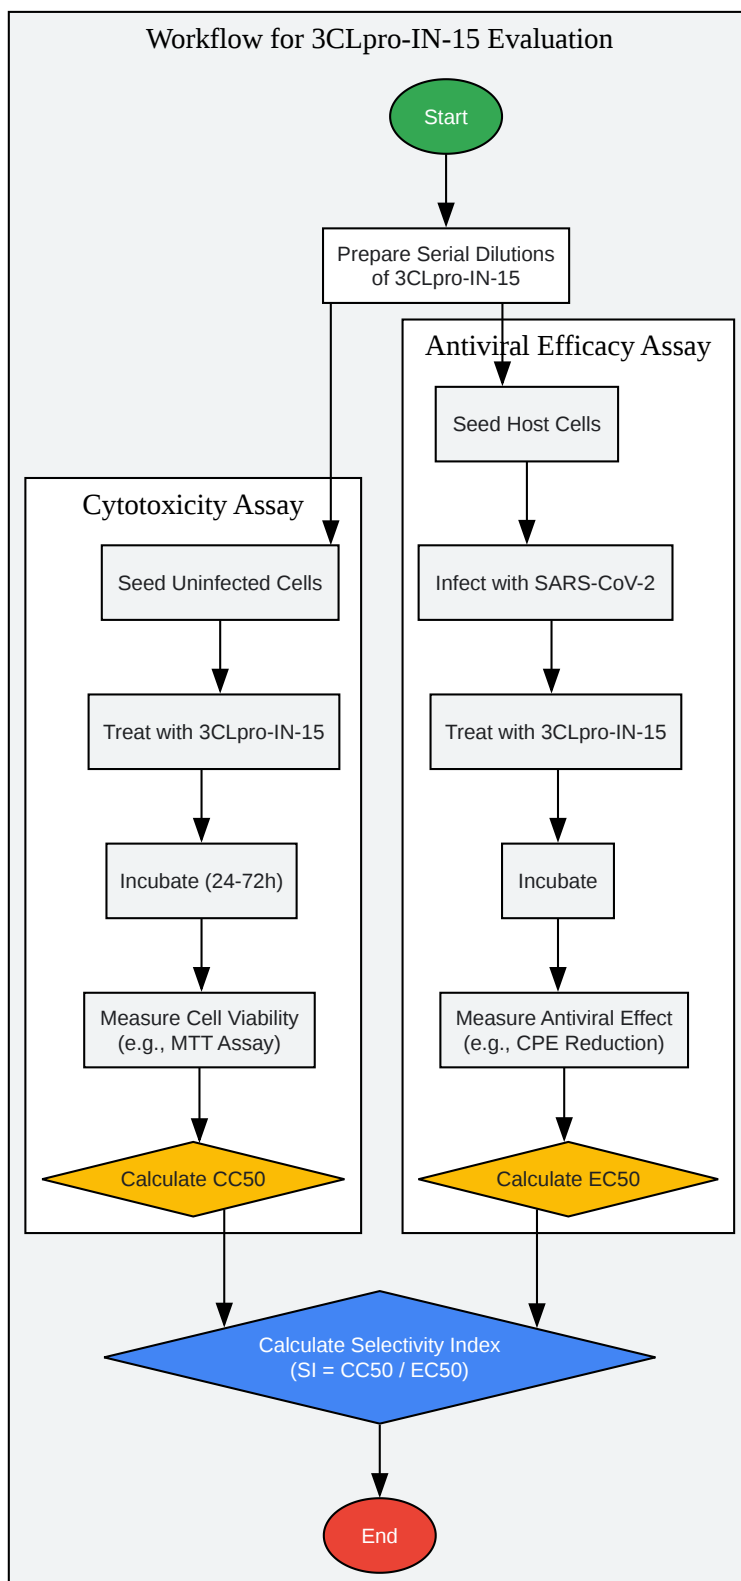 Workflow for 3CLpro-IN-15 Evaluation
Start
Prepare Serial Dilutions
of 3CLpro-IN-15
Antiviral Efficacy Assay
Seed Host Cells
Cytotoxicity Assay
Seed Uninfected Cells
Infect with SARS-CoV-2
Treat with 3CLpro-IN-15
Treat with 3CLpro-IN-15
Incubate (24-72h)
Incubate
Measure Cell Viability
(e.g., MTT Assay)
Measure Antiviral Effect
(e.g., CPE Reduction)
Calculate CC50
Calculate EC50
Calculate Selectivity Index
(SI = CC50 / EC50)
End